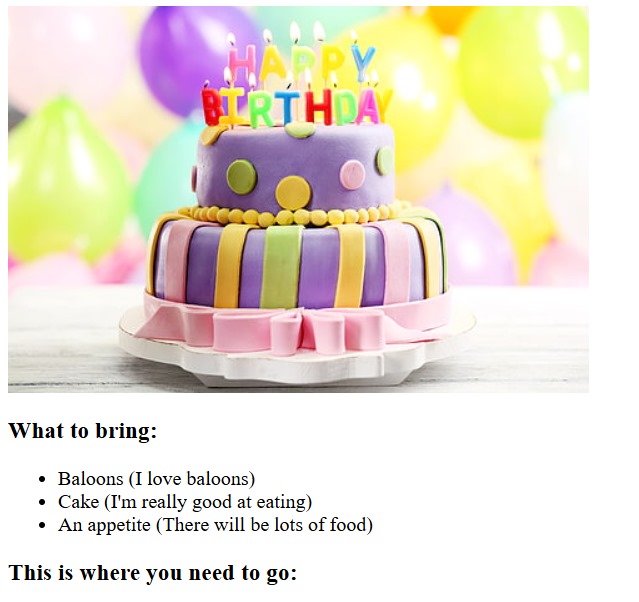 HAPPY
BIRTHDAY
What to bring:
Baloons (I love baloons)
Cake (I'm really good at eating)
An appetite (There will be lots of food)
This is where you need to go: